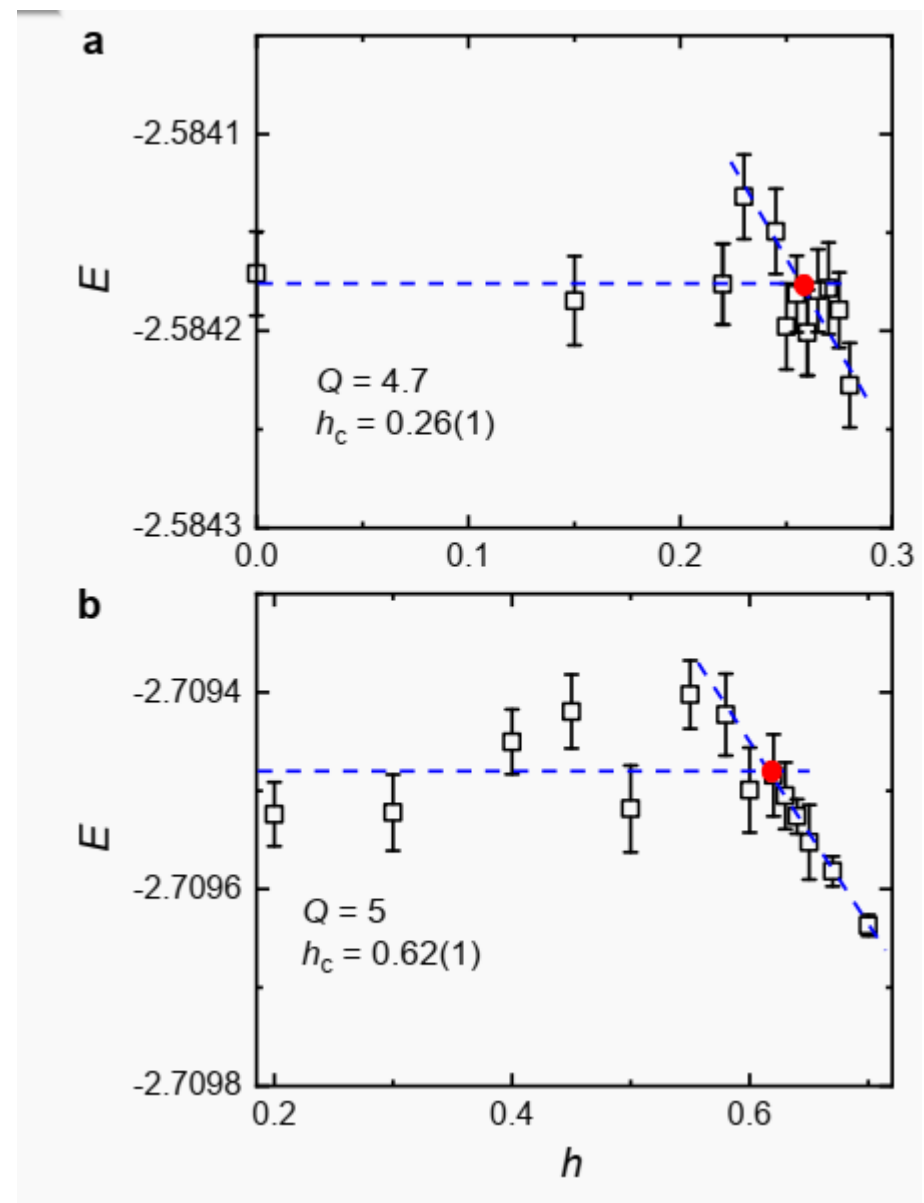 a
-2.5841
-2.5842
-2.5843
E
Q = 4.7
h_c = 0.26(1)
0.0 0.1 0.2 0.3
b
-2.7094
-2.7096
-2.7098
E
Q = 5
h_c = 0.62(1)
0.2 0.4 0.6
h